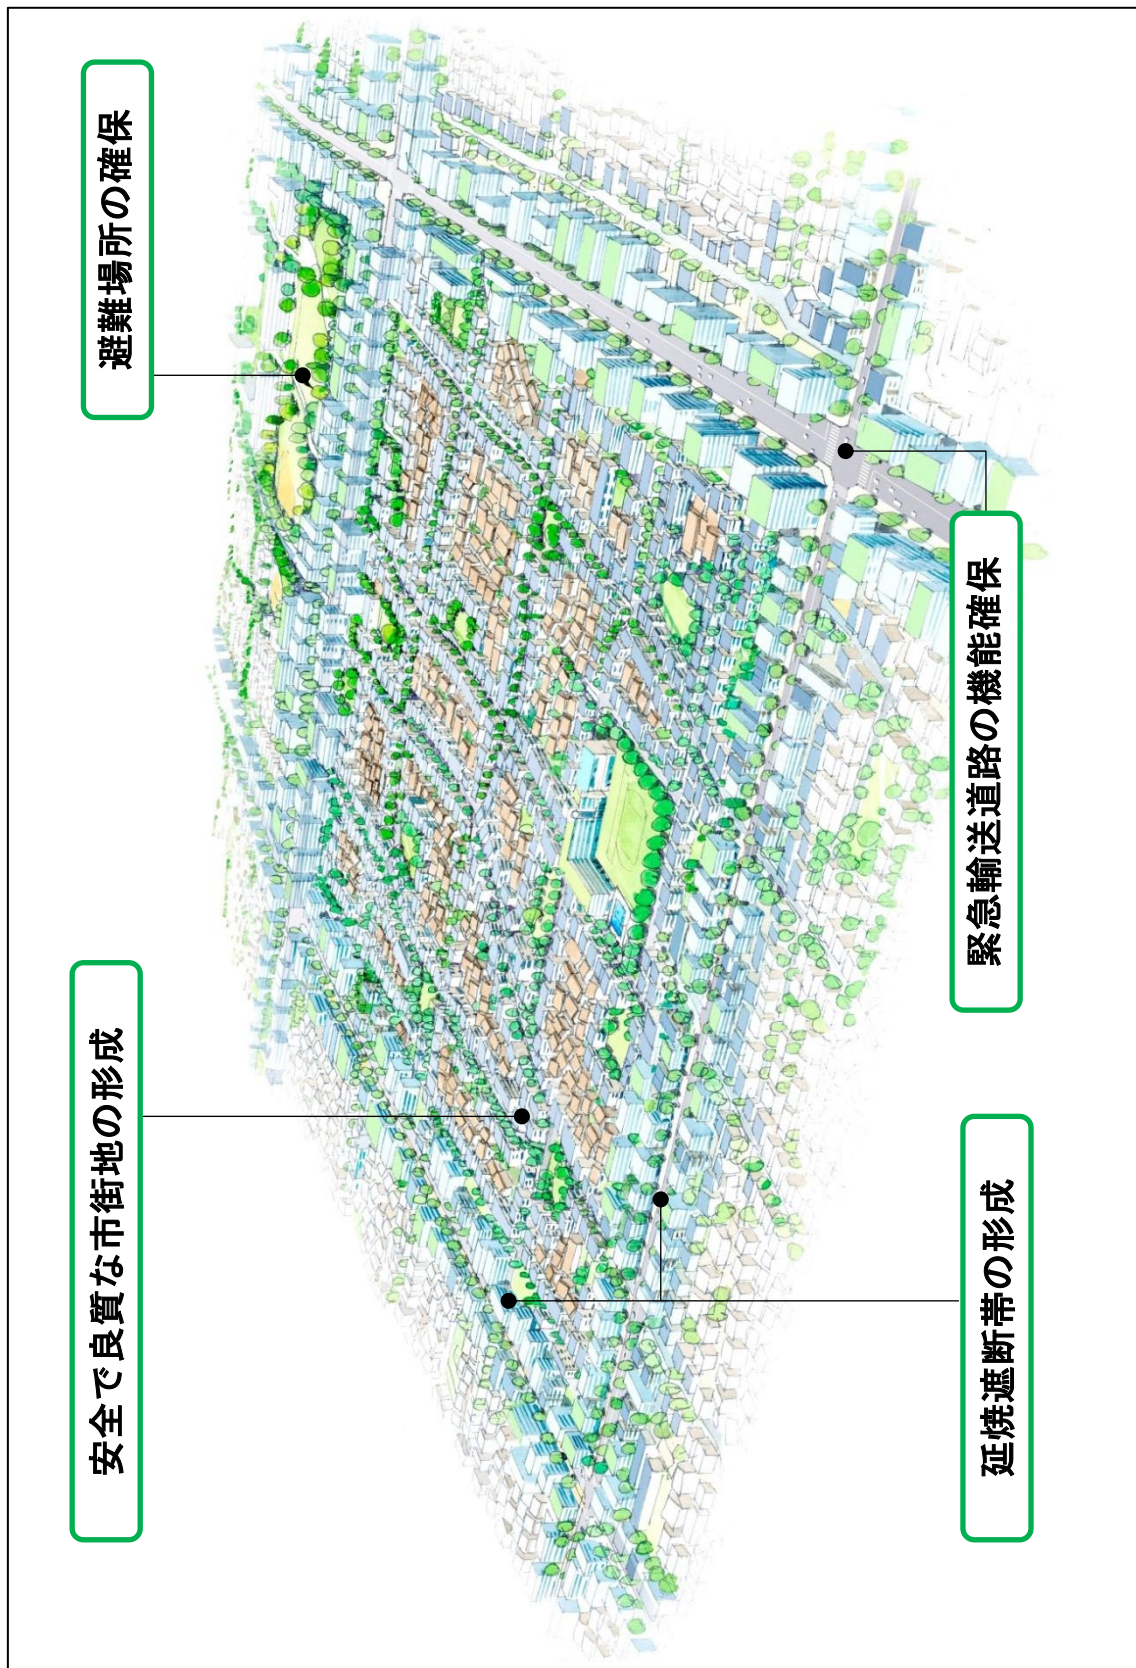 安全で良質な市街地の形成
避難場所の確保
延焼遮断帯の形成
緊急輸送道路の機能確保